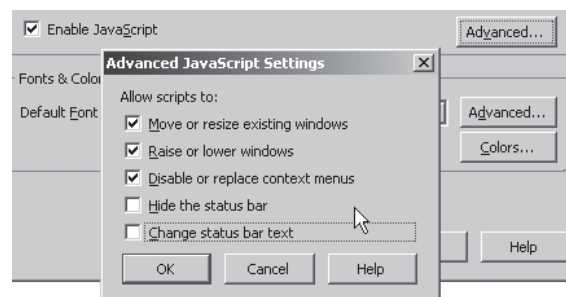 Enable JavaScript
Advanced...
Advanced JavaScript Settings
Fonts & Color
Allow scripts to:
Default Font
Advanced...
Move or resize existing windows
Raise or lower windows
Colors...
Disable or replace context menus
Hide the status bar
Change status bar text
OK
Cancel
Help
Help